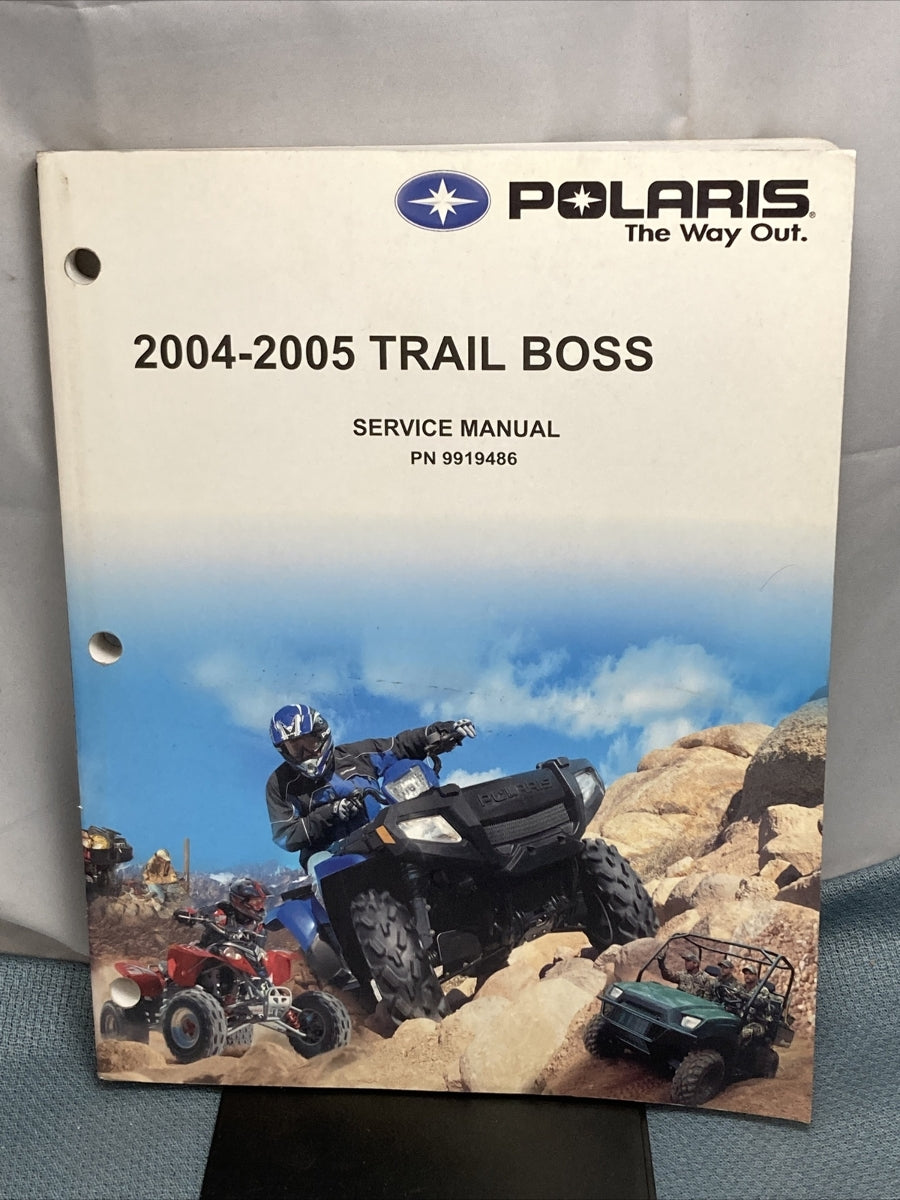 POLARIS®
The Way Out.
2004-2005 TRAIL BOSS
SERVICE MANUAL
PN 9919486
POLARIS